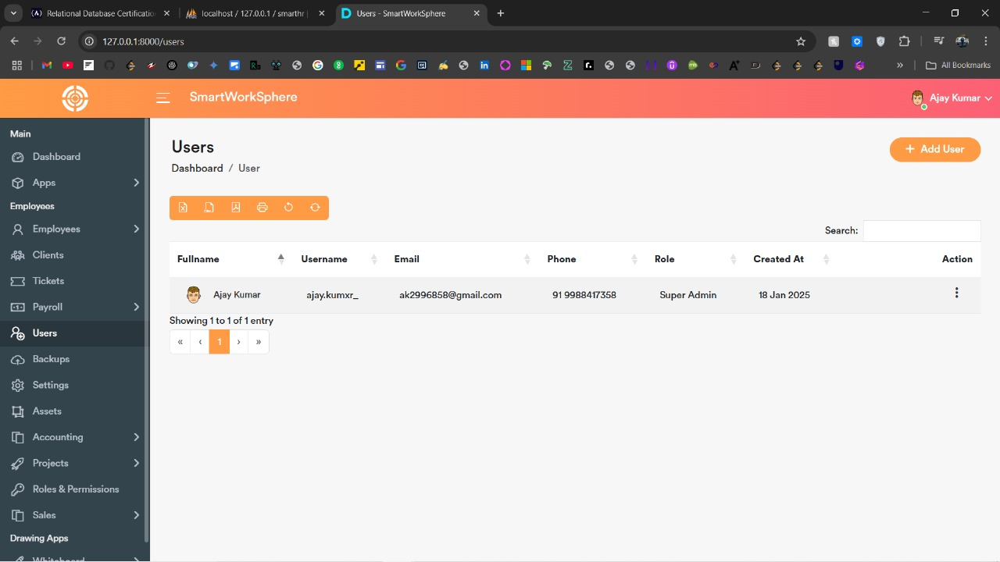 Relational Database Certificatio
localhost / 127.0.0.1 / smarthr |
Users - SmartWorkSphere
127.0.0.1:8000/users
All Bookmarks
SmartWorkSphere
Ajay Kumar
Main
Dashboard
Apps
Employees
Employees
Clients
Tickets
Payroll
Users
Backups
Settings
Assets
Accounting
Projects
Roles & Permissions
Sales
Drawing Apps
Whiteboard
Users
Dashboard / User
+ Add User
Search:
Fullname Username Email Phone Role Created At Action
Ajay Kumar ajay.kumxr_ ak2996858@gmail.com 91 9988417358 Super Admin 18 Jan 2025
Showing 1 to 1 of 1 entry
« ‹ 1 › »